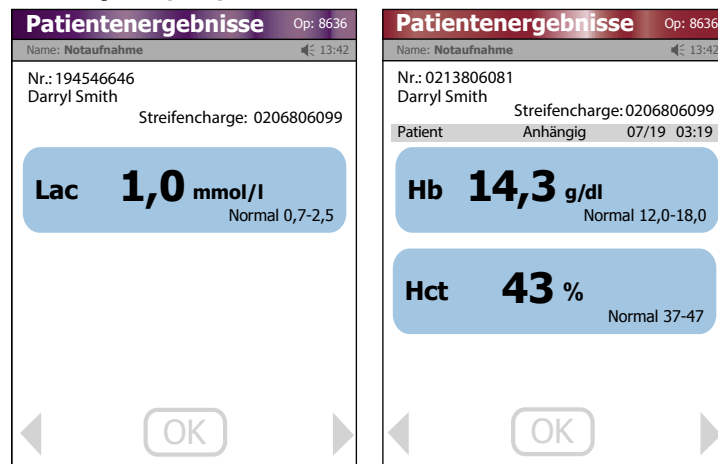 Patientenergebnisse Op: 8636
Name: Notaufnahme 13:42
Nr.: 194546646
Darryl Smith
Streifencharge: 0206806099
Lac 1,0 mmol/l
Normal 0,7-2,5
OK
Patientenergebnisse Op: 8636
Name: Notaufnahme 13:42
Nr.: 0213806081
Darryl Smith
Streifencharge: 0206806099
Patient Anhängig 07/19 03:19
Hb 14,3 g/dl
Normal 12,0-18,0
Hct 43 %
Normal 37-47
OK